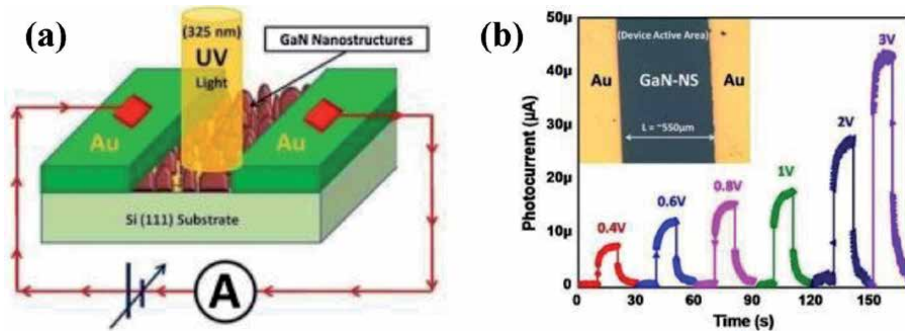 (a)
(325 nm)
UV
Light
GaN Nanostructures
Au
Au
Si (111) Substrate
A
(b)
50µ
40µ
30µ
20µ
10µ
0
Photocurrent (µA)
(Device Active Area)
Au
GaN-NS
Au
L = ~550µm
0.4V
0.6V
0.8V
1V
2V
3V
0
30
60
90
120
150
Time (s)